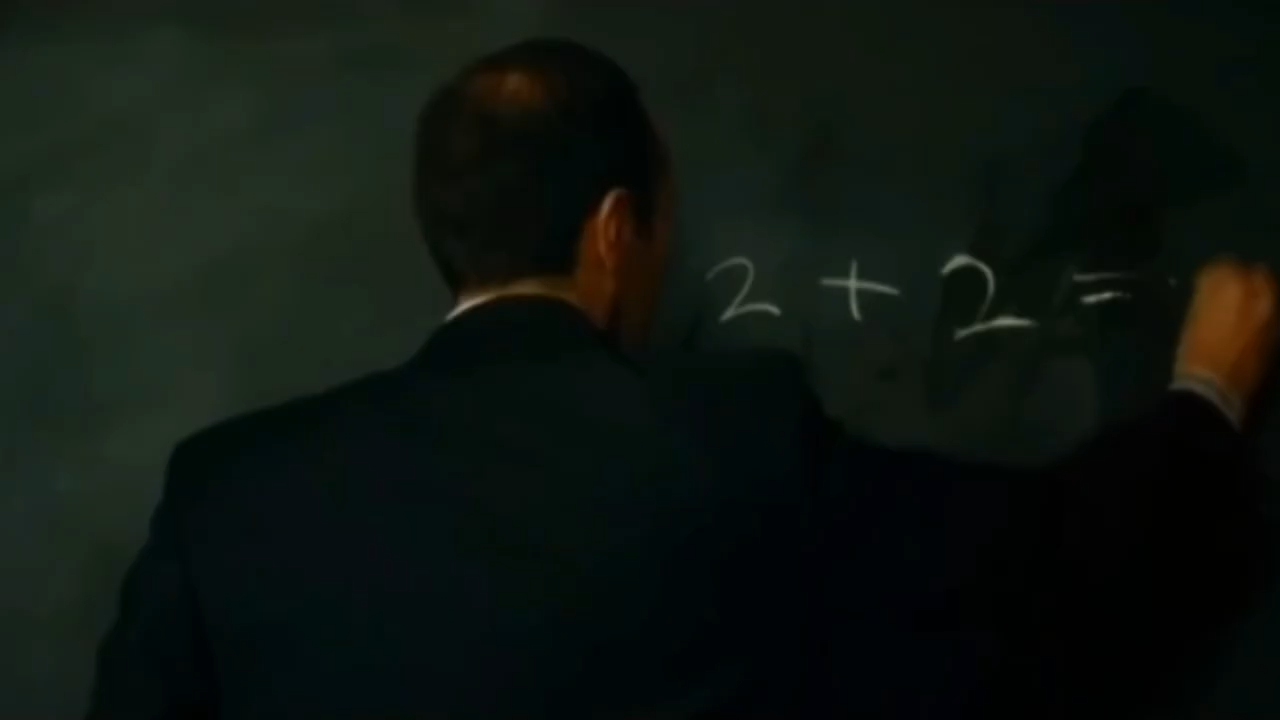 2 + 2 =